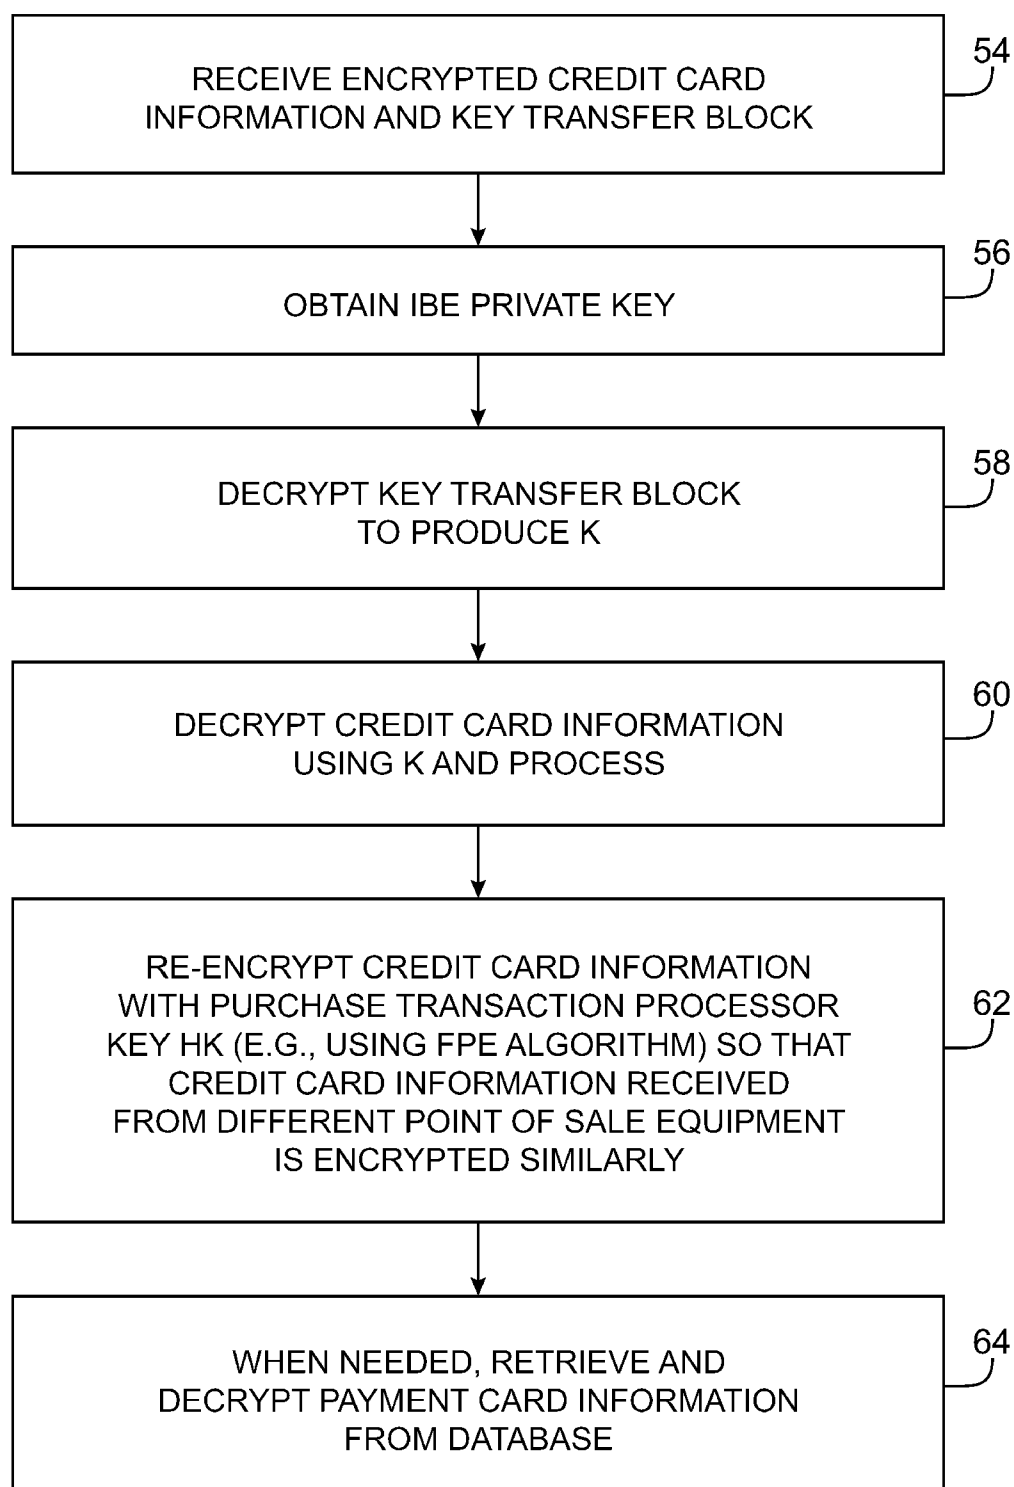 54
RECEIVE ENCRYPTED CREDIT CARD
INFORMATION AND KEY TRANSFER BLOCK
56
OBTAIN IBE PRIVATE KEY
58
DECRYPT KEY TRANSFER BLOCK
TO PRODUCE K
60
DECRYPT CREDIT CARD INFORMATION
USING K AND PROCESS
62
RE-ENCRYPT CREDIT CARD INFORMATION
WITH PURCHASE TRANSACTION PROCESSOR
KEY HK (E.G., USING FPE ALGORITHM) SO THAT
CREDIT CARD INFORMATION RECEIVED
FROM DIFFERENT POINT OF SALE EQUIPMENT
IS ENCRYPTED SIMILARLY
64
WHEN NEEDED, RETRIEVE AND
DECRYPT PAYMENT CARD INFORMATION
FROM DATABASE